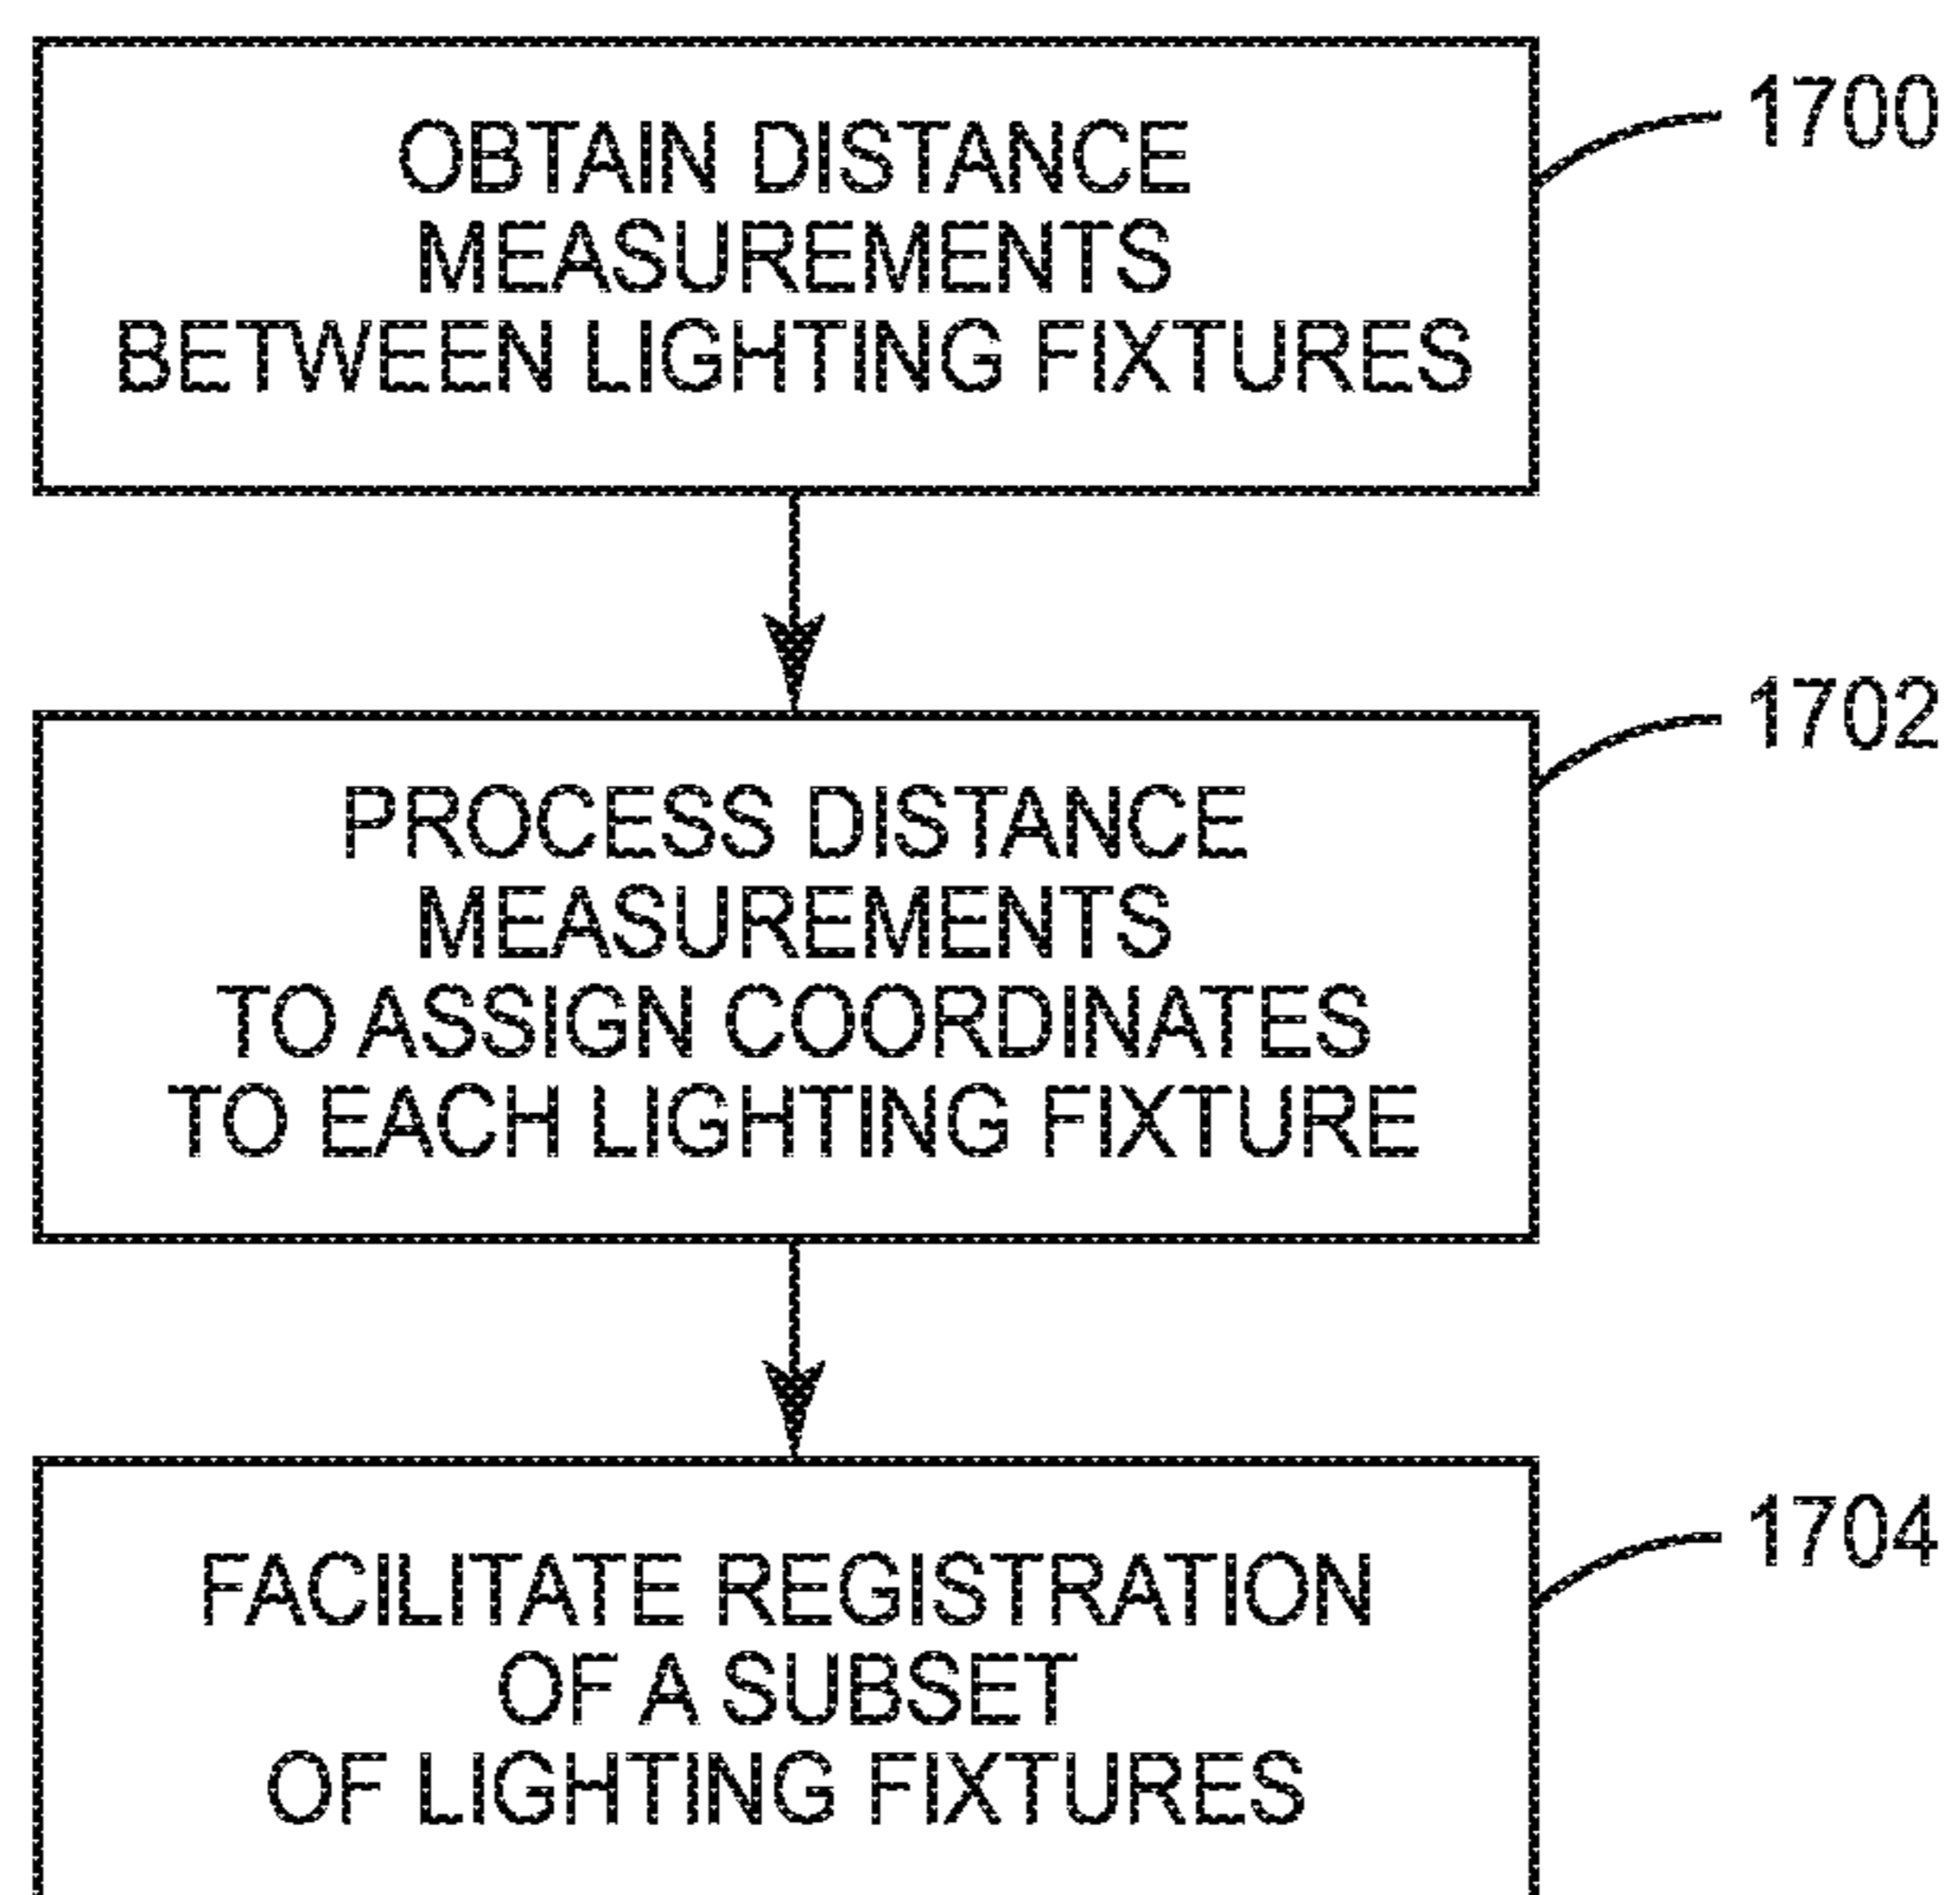 OBTAIN DISTANCE
MEASUREMENTS
BETWEEN LIGHTING FIXTURES
1700
PROCESS DISTANCE
MEASUREMENTS
TO ASSIGN COORDINATES
TO EACH LIGHTING FIXTURE
1702
FACILITATE REGISTRATION
OF A SUBSET
OF LIGHTING FIXTURES
1704